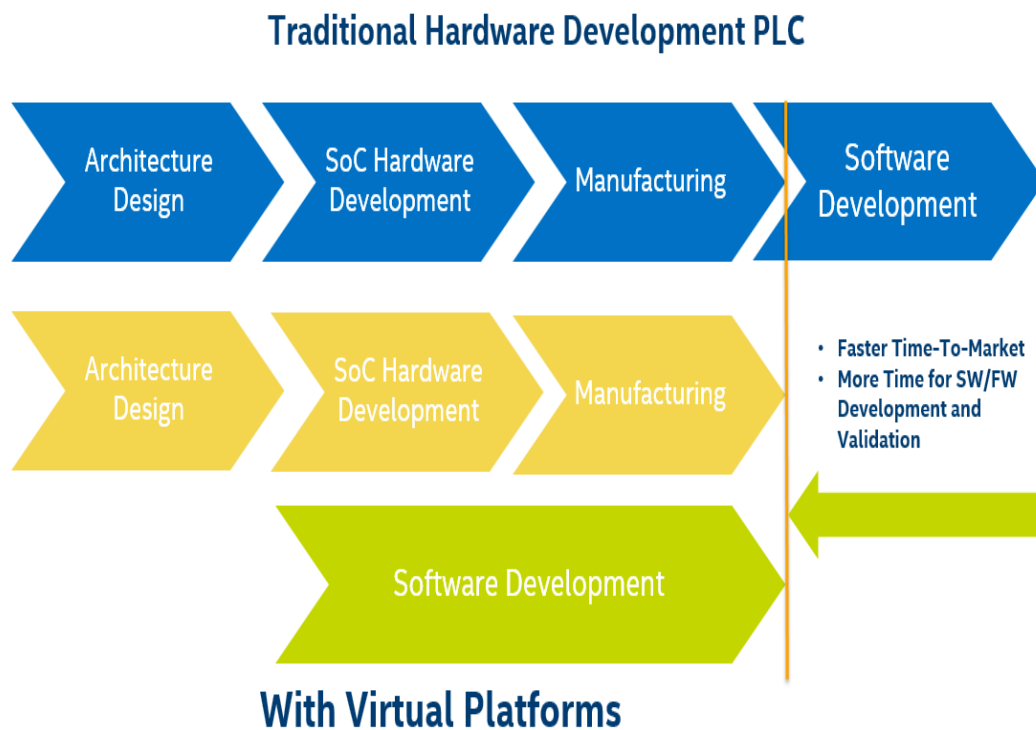 Traditional Hardware Development PLC
Architecture
Design
SoC Hardware
Development
Manufacturing
Software
Development
Architecture
Design
SoC Hardware
Development
Manufacturing
• Faster Time-To-Market
• More Time for SW/FW
Development and
Validation
Software Development
With Virtual Platforms